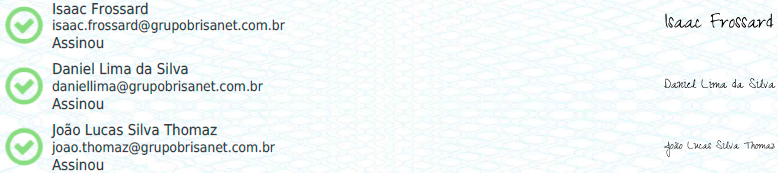 Isaac Frossard
isaac.frossard@grupobrisanet.com.br
Assinou
Isaac Frossard
Daniel Lima da Silva
daniellima@grupobrisanet.com.br
Assinou
Daniel Lima da Silva
João Lucas Silva Thomaz
joao.thomaz@grupobrisanet.com.br
Assinou
João Lucas Silva Thomaz